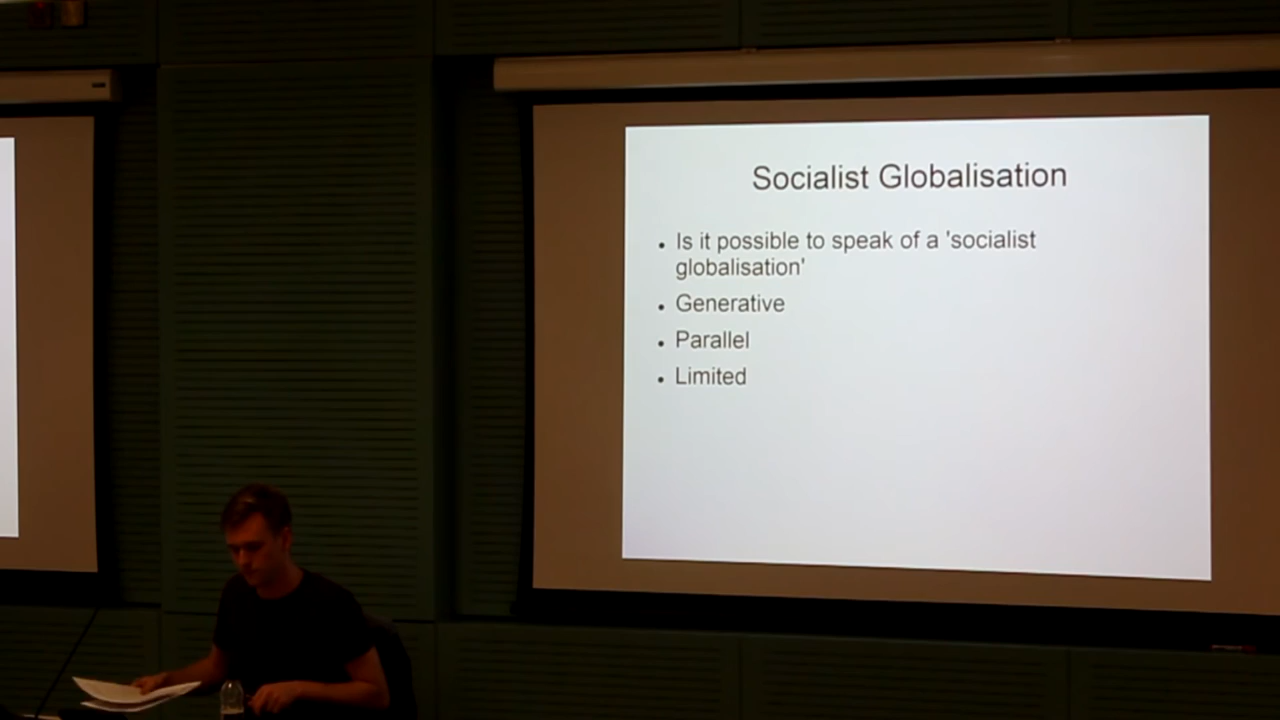 Socialist Globalisation
• Is it possible to speak of a 'socialist
globalisation'
• Generative
• Parallel
• Limited